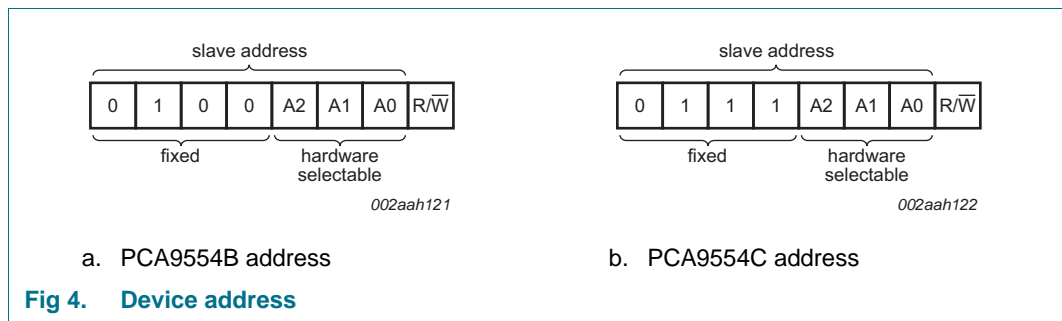 slave address
0 1 0 0 A2 A1 A0 R/W̅
fixed
hardware
selectable
002aah121
a. PCA9554B address
slave address
0 1 1 1 A2 A1 A0 R/W̅
fixed
hardware
selectable
002aah122
b. PCA9554C address
Fig 4. Device address